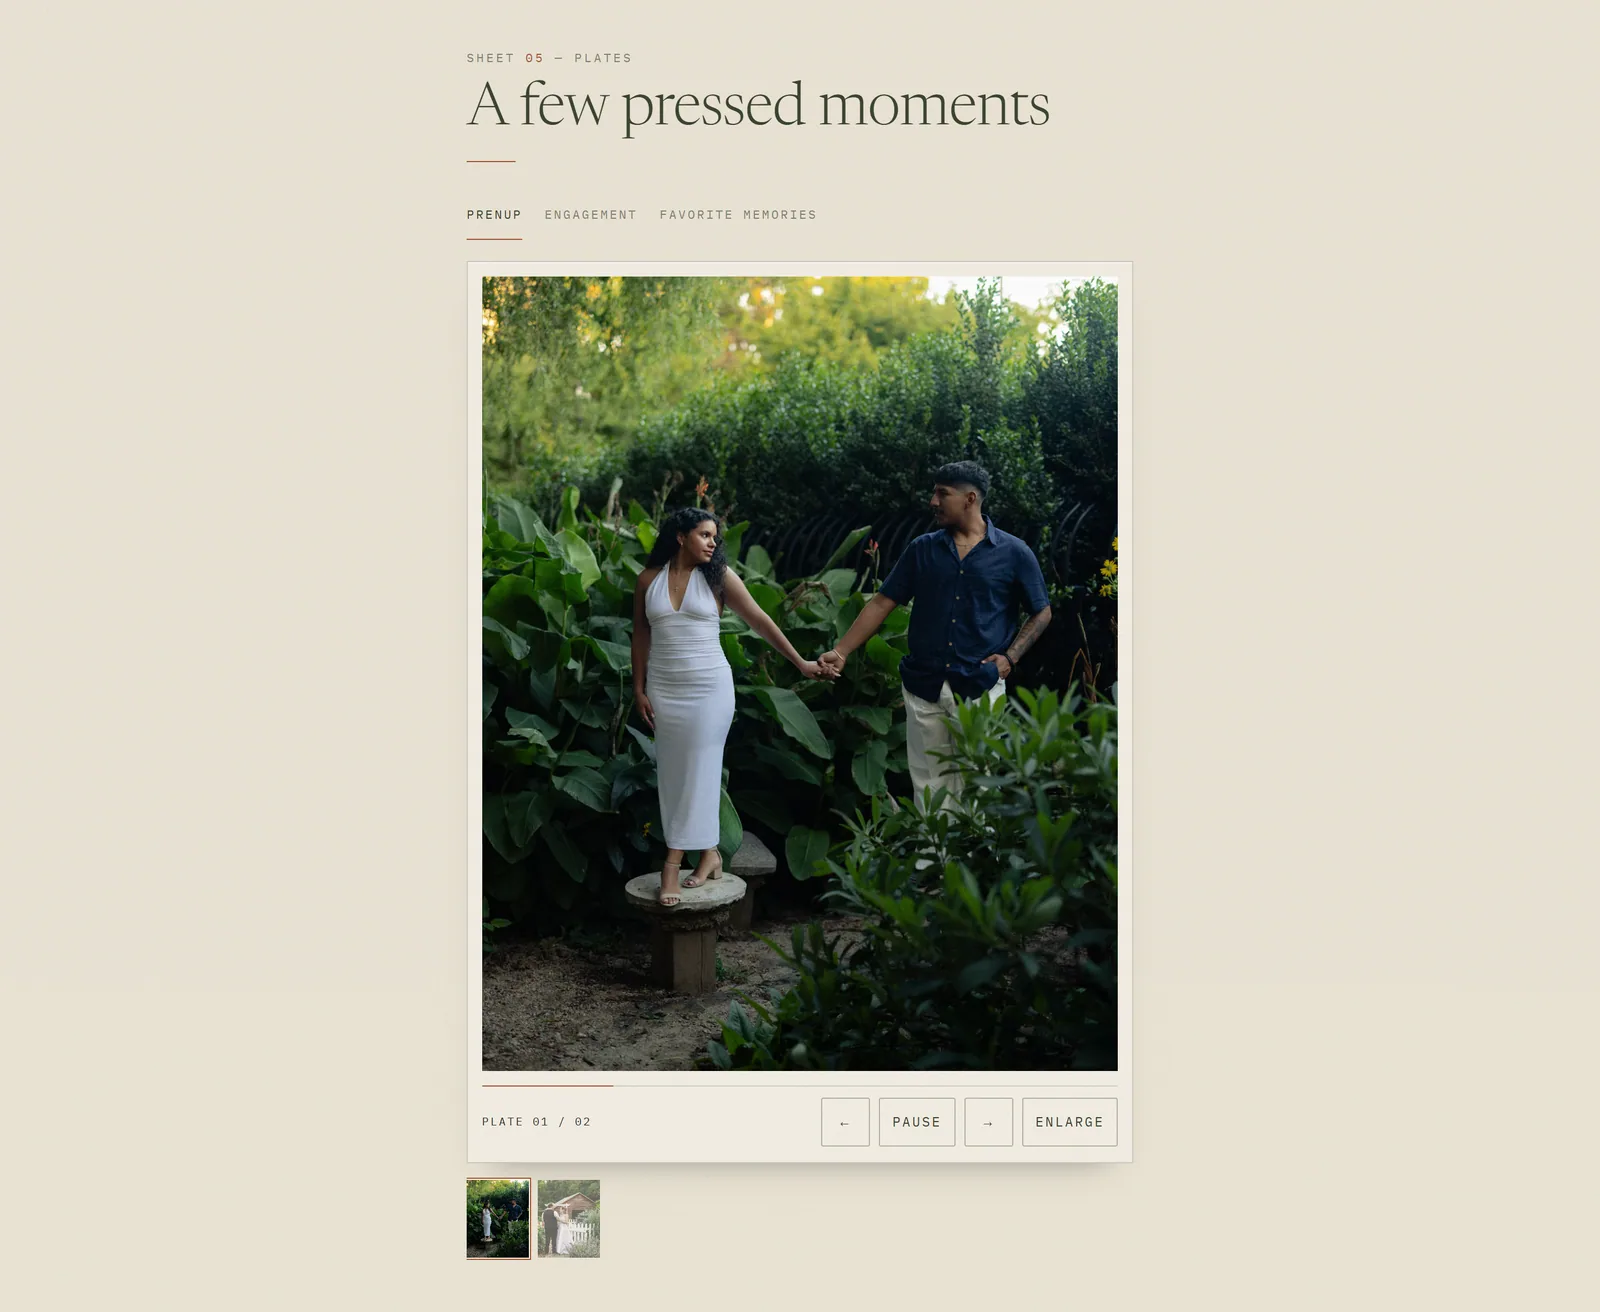 SHEET 05 — PLATES
A few pressed moments
PRENUP ENGAGEMENT FAVORITE MEMORIES
PLATE 01 / 02 ← PAUSE → ENLARGE